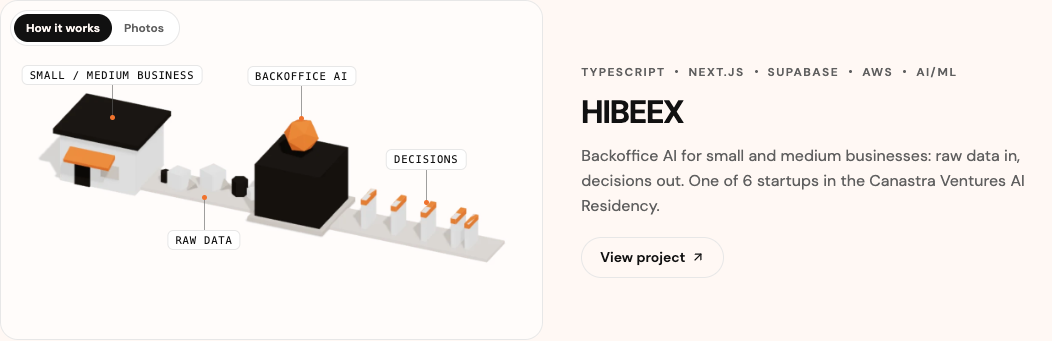 How it works
Photos
SMALL / MEDIUM BUSINESS
BACKOFFICE AI
DECISIONS
RAW DATA
TYPESCRIPT • NEXT.JS • SUPABASE • AWS • AI/ML
HIBEEX
Backoffice AI for small and medium businesses: raw data in,
decisions out. One of 6 startups in the Canastra Ventures AI
Residency.
View project ↗